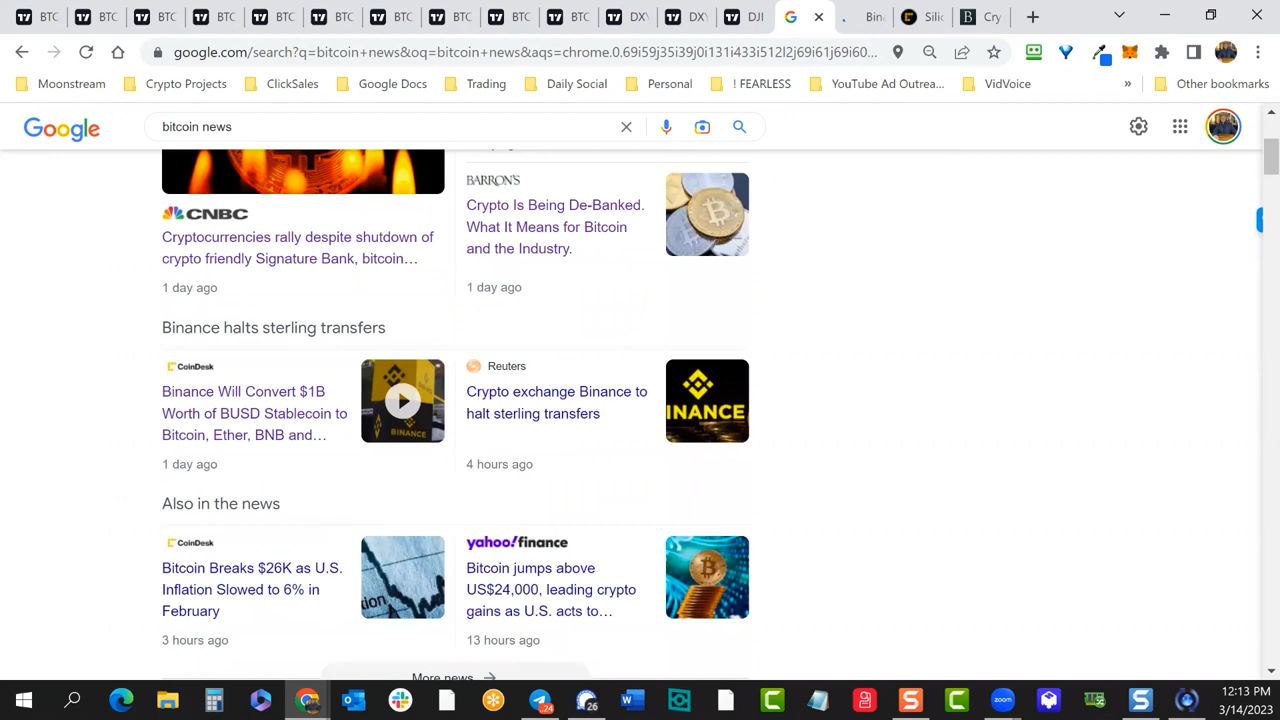 BTC
BTC
BTC
BTC
BTC
BTC
BTC
BTC
BTC
BTC
DXY
DXY
DJI
Bina
Silic
Cry
google.com/search?q=bitcoin+news&oq=bitcoin+news&aqs=chrome.0.69i59j35i39j0i131i433i512l2j69i61j69i60...
Moonstream
Crypto Projects
ClickSales
Google Docs
Trading
Daily Social
Personal
! FEARLESS
YouTube Ad Outrea...
VidVoice
»
Other bookmarks
Google
bitcoin news
CNBC
Cryptocurrencies rally despite shutdown of
crypto friendly Signature Bank, bitcoin...
1 day ago
BARRON'S
Crypto Is Being De-Banked.
What It Means for Bitcoin
and the Industry.
1 day ago
Binance halts sterling transfers
CoinDesk
Binance Will Convert $1B
Worth of BUSD Stablecoin to
Bitcoin, Ether, BNB and...
1 day ago
BINANCE
Reuters
Crypto exchange Binance to
halt sterling transfers
4 hours ago
INANCE
Also in the news
CoinDesk
Bitcoin Breaks $26K as U.S.
Inflation Slowed to 6% in
February
3 hours ago
yahoo!finance
Bitcoin jumps above
US$24,000, leading crypto
gains as U.S. acts to...
13 hours ago
More news
24
26
zoom
12:13 PM
3/14/2023